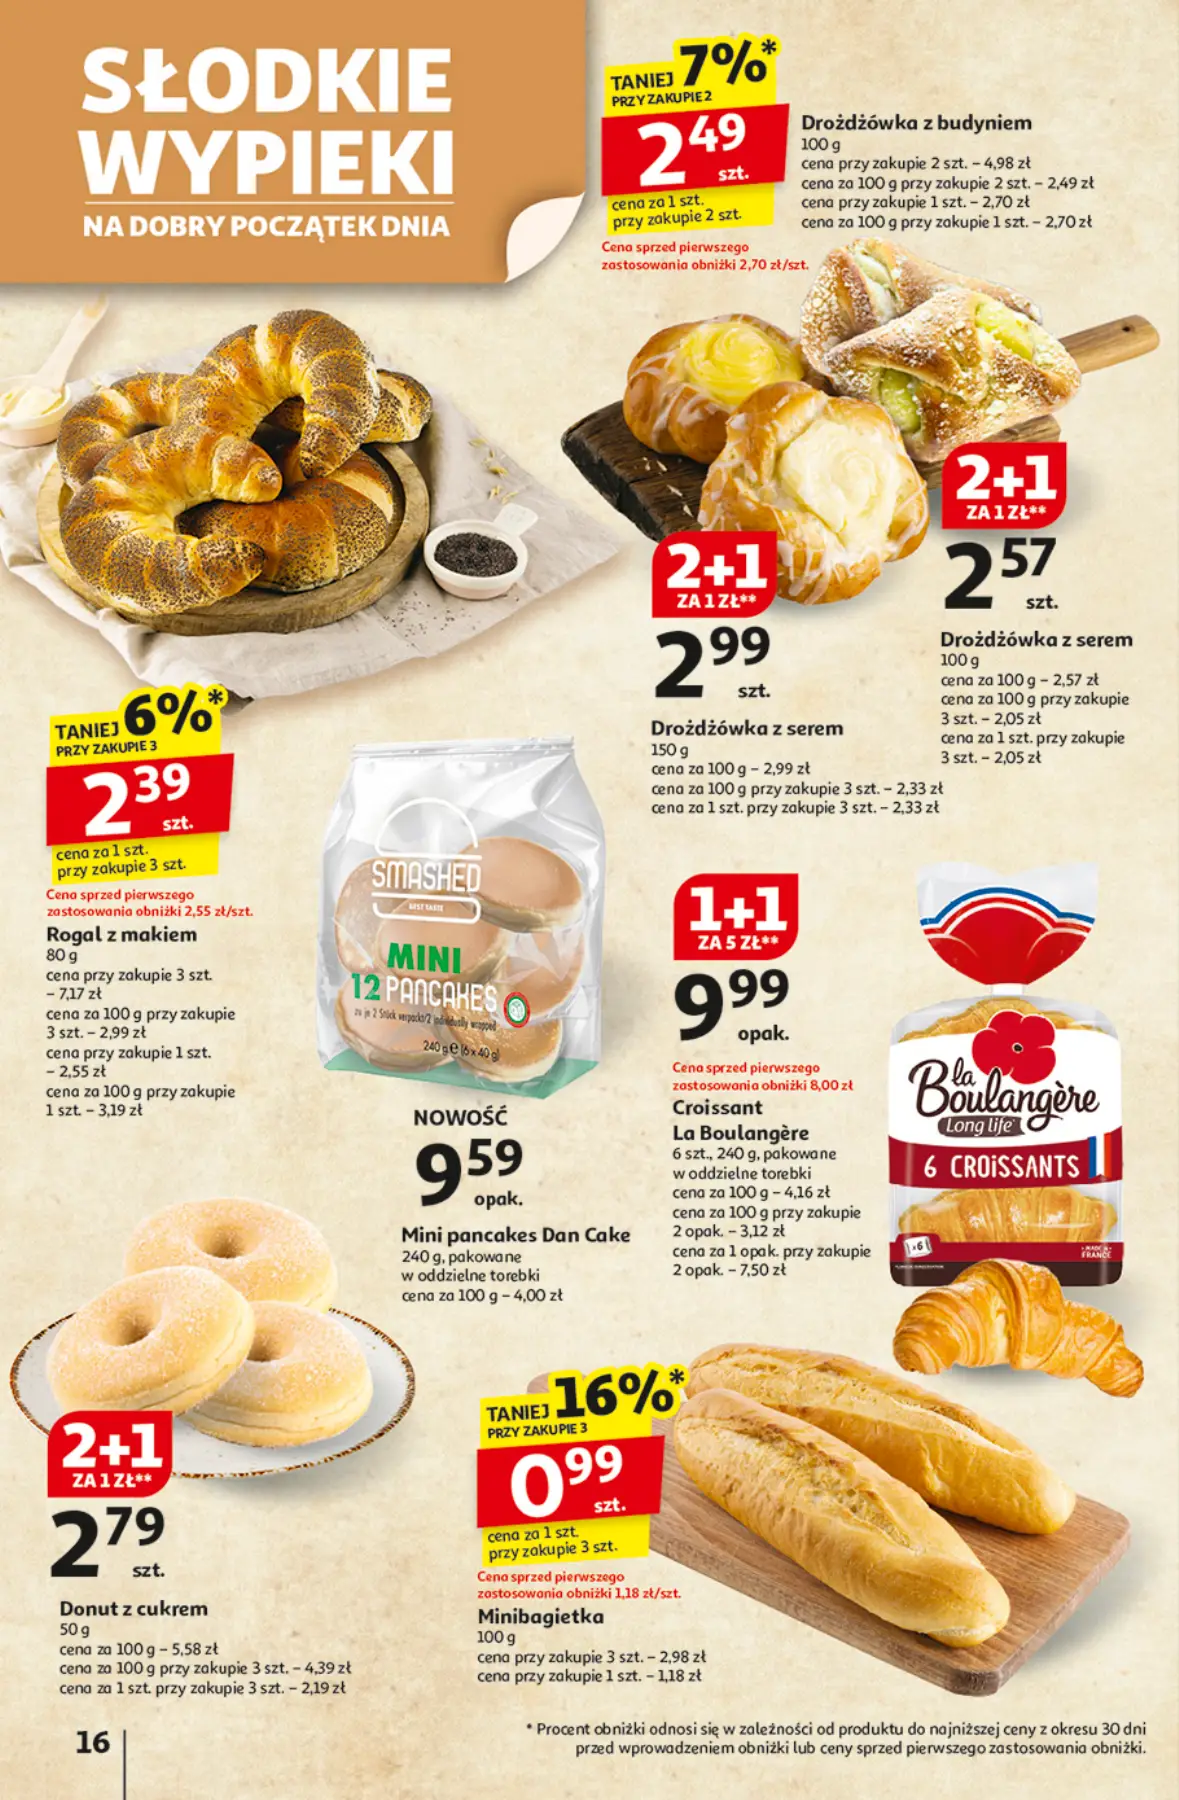 SŁODKIE
WYPIEKI
NA DOBRY POCZĄTEK DNIA
TANIEJ 7%*
PRZY ZAKUPIE 2
2 49
szt.
cena za 1 szt.
przy zakupie 2 szt.
Cena sprzed pierwszego
zastosowania obniżki 2,70 zł/szt.
Drożdżówka z budyniem
100 g
cena przy zakupie 2 szt. – 4,98 zł
cena za 100 g przy zakupie 2 szt. – 2,49 zł
cena przy zakupie 1 szt. – 2,70 zł
cena za 100 g przy zakupie 1 szt. – 2,70 zł
2+1
ZA 1 ZŁ**
2 57
szt.
Drożdżówka z serem
100 g
cena za 100 g – 2,57 zł
cena za 100 g przy zakupie
3 szt. – 2,05 zł
cena za 1 szt. przy zakupie
3 szt. – 2,05 zł
2+1
ZA 1 ZŁ**
2 99
szt.
Drożdżówka z serem
150 g
cena za 100 g – 2,99 zł
cena za 100 g przy zakupie 3 szt. – 2,33 zł
cena za 1 szt. przy zakupie 3 szt. – 2,33 zł
TANIEJ 6%*
PRZY ZAKUPIE 3
2 39
szt.
cena za 1 szt.
przy zakupie 3 szt.
Cena sprzed pierwszego
zastosowania obniżki 2,55 zł/szt.
Rogal z makiem
80 g
cena przy zakupie 3 szt.
– 7,17 zł
cena za 100 g przy zakupie
3 szt. – 2,99 zł
cena przy zakupie 1 szt.
– 2,55 zł
cena za 100 g przy zakupie
1 szt. – 3,19 zł
SMASHED
BEST TASTE
MINI
12 PANCAKES
zu je 2 Stück verpackt/2 individually wrapped
240 g e (6 x 40 g)
NOWOŚĆ
9 59
opak.
Mini pancakes Dan Cake
240 g, pakowane
w oddzielne torebki
cena za 100 g – 4,00 zł
1+1
ZA 5 ZŁ**
9 99
opak.
Cena sprzed pierwszego
zastosowania obniżki 8,00 zł
Croissant
La Boulangère
6 szt., 240 g, pakowane
w oddzielne torebki
cena za 100 g – 4,16 zł
cena za 100 g przy zakupie
2 opak. – 3,12 zł
cena za 1 opak. przy zakupie
2 opak. – 7,50 zł
la
Boulangère
Long life
6 CROISSANTS
x6
MADE IN
FRANCE
2+1
ZA 1 ZŁ**
2 79
szt.
Donut z cukrem
50 g
cena za 100 g – 5,58 zł
cena za 100 g przy zakupie 3 szt. – 4,39 zł
cena za 1 szt. przy zakupie 3 szt. – 2,19 zł
TANIEJ 16%*
PRZY ZAKUPIE 3
0 99
szt.
cena za 1 szt.
przy zakupie 3 szt.
Cena sprzed pierwszego
zastosowania obniżki 1,18 zł/szt.
Minibagietka
100 g
cena przy zakupie 3 szt. – 2,98 zł
cena przy zakupie 1 szt. – 1,18 zł
16
* Procent obniżki odnosi się w zależności od produktu do najniższej ceny z okresu 30 dni
przed wprowadzeniem obniżki lub ceny sprzed pierwszego zastosowania obniżki.